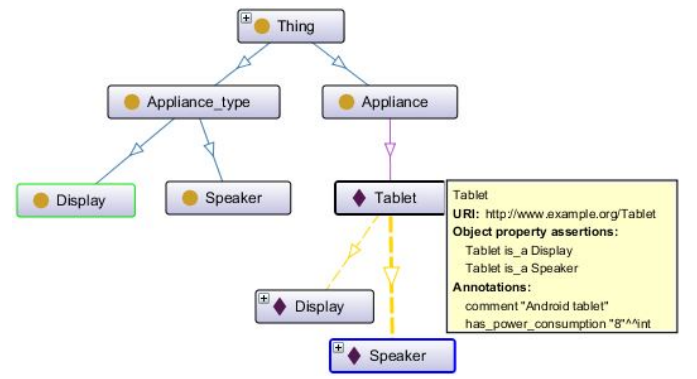 Thing
Appliance_type
Appliance
Display
Speaker
Tablet
Tablet
URI: http://www.example.org/Tablet
Object property assertions:
Tablet is_a Display
Tablet is_a Speaker
Annotations:
comment "Android tablet"
has_power_consumption "8"^^int
Display
Speaker